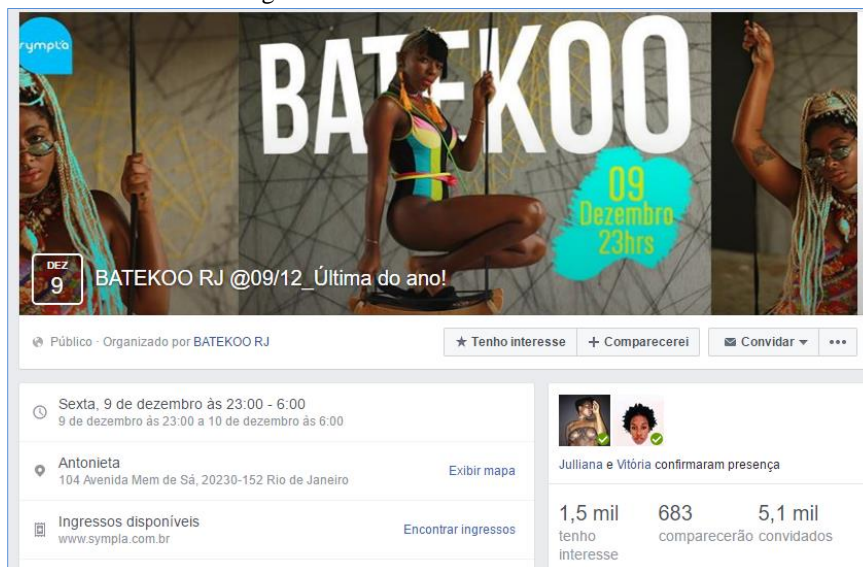 sympla
BATEKOO
09
Dezembro
23hrs
DEZ
9
BATEKOO RJ @09/12_Última do ano!
Público · Organizado por BATEKOO RJ
Tenho interesse
Comparecerei
Convidar
Sexta, 9 de dezembro às 23:00 - 6:00
9 de dezembro às 23:00 a 10 de dezembro às 6:00
Antonieta
104 Avenida Mem de Sá, 20230-152 Rio de Janeiro
Exibir mapa
Ingressos disponíveis
www.sympla.com.br
Encontrar ingressos
Julliana e Vitória confirmaram presença
1,5 mil 683 5,1 mil
tenho comparecerão convidados
interesse